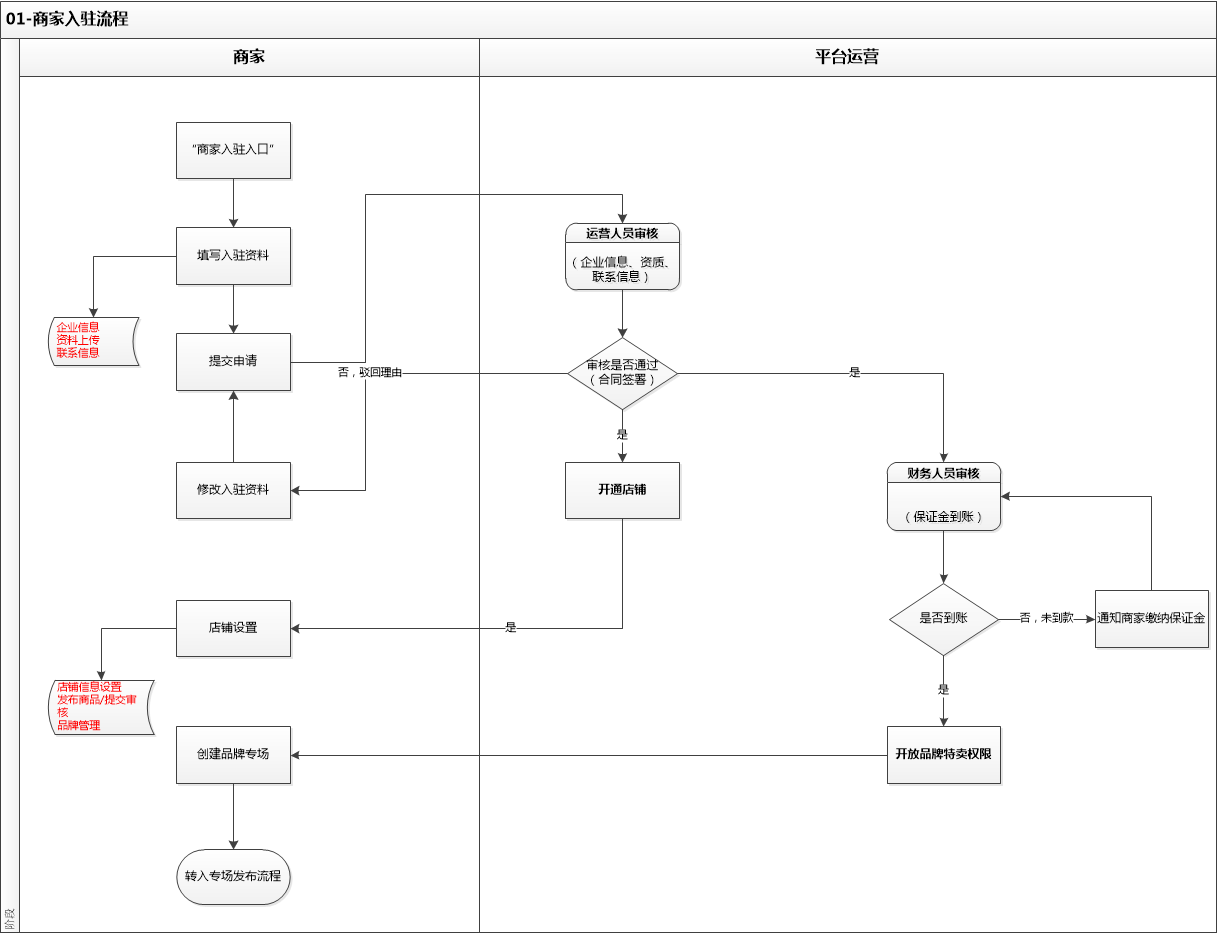 01-商家入驻流程
商家
平台运营
“商家入驻入口”
填写入驻资料
运营人员审核
（企业信息、资质、
联系信息）
企业信息
资料上传
联系信息
提交申请
否，驳回理由
审核是否通过
（合同签署）
是
是
修改入驻资料
开通店铺
财务人员审核
（保证金到账）
店铺设置
是
是否到账
否，未到款
通知商家缴纳保证金
店铺信息设置
发布商品/提交审
核
品牌管理
是
创建品牌专场
开放品牌特卖权限
转入专场发布流程
阶段